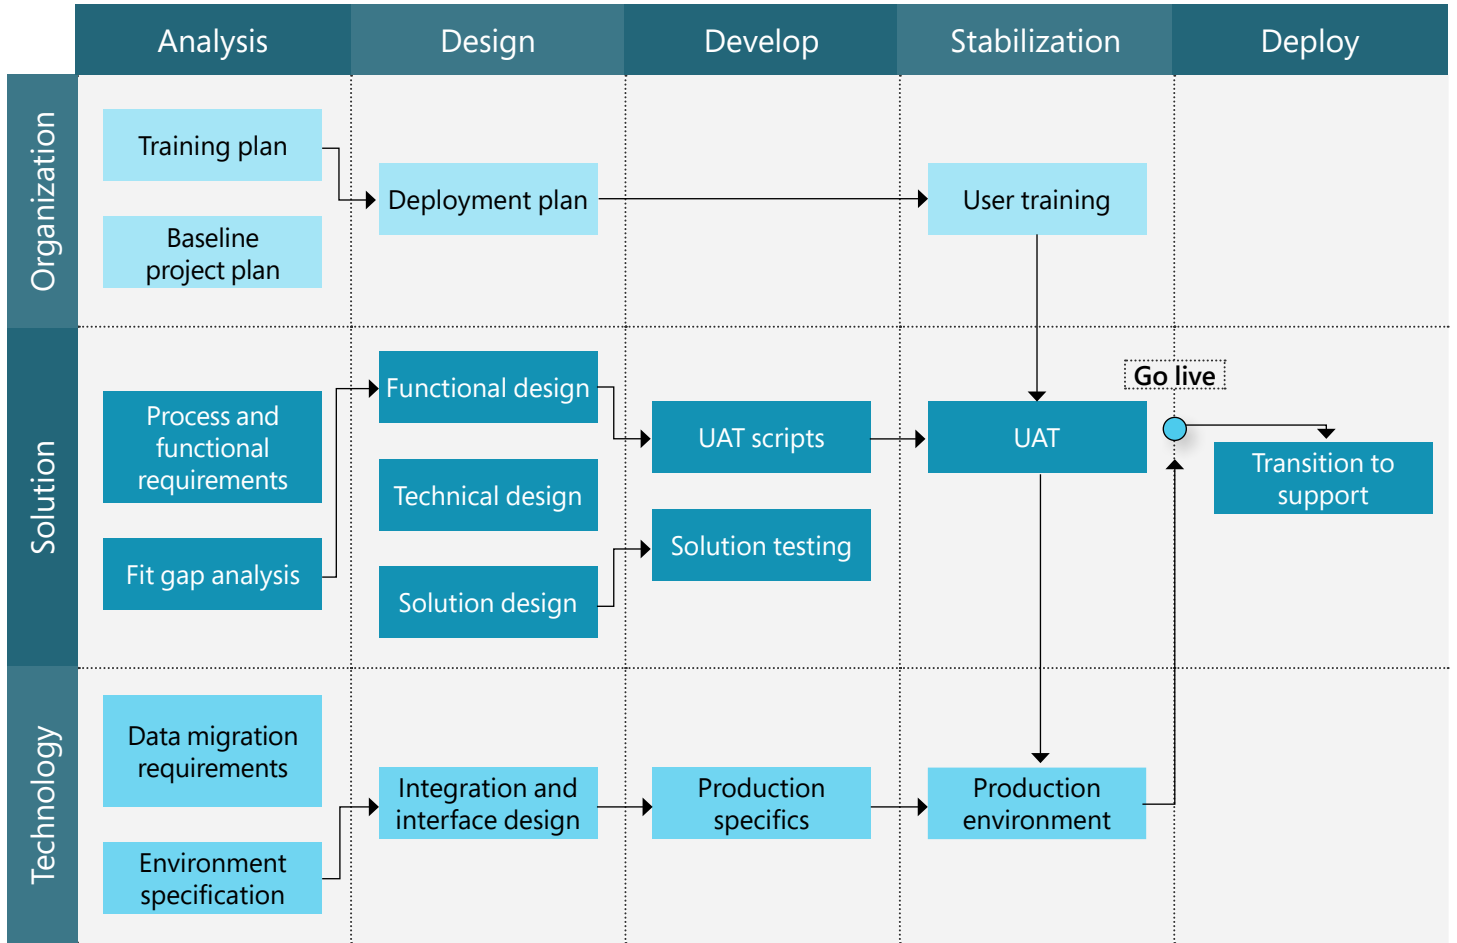 Analysis
Design
Develop
Stabilization
Deploy
Organization
Training plan
Baseline
project plan
Deployment plan
User training
Solution
Process and
functional
requirements
Fit gap analysis
Functional design
Technical design
Solution design
UAT scripts
Solution testing
UAT
Go live
Transition to
support
Technology
Data migration
requirements
Environment
specification
Integration and
interface design
Production
specifics
Production
environment